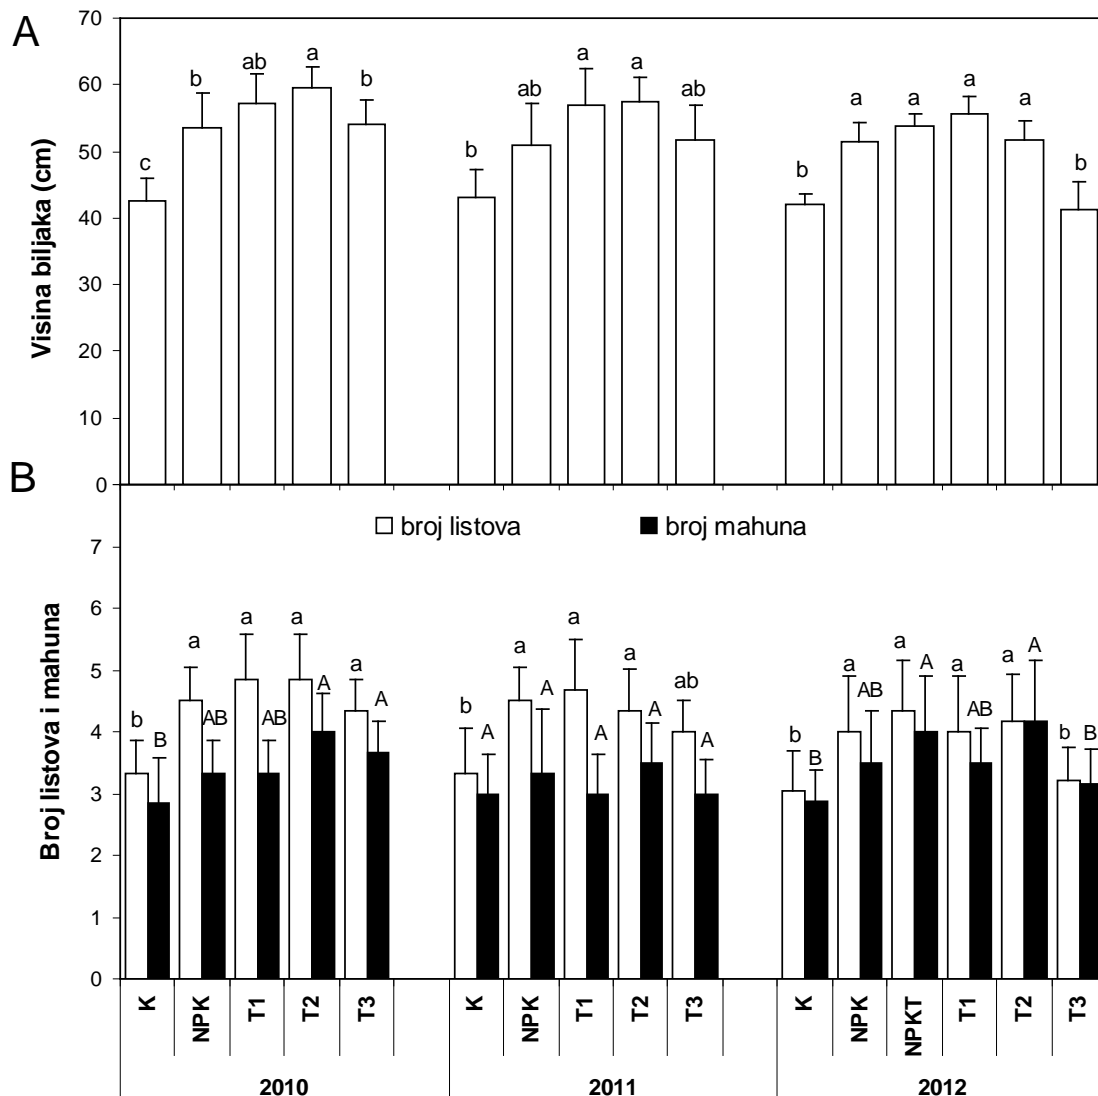 A
Visina biljaka (cm)
70
60
50
40
30
20
10
0
c b ab a b b ab a a ab b a a a a b
B
Broj listova i mahuna
broj listova broj mahuna
7
6
5
4
3
2
1
0
b B a AB a AB a A a A b A a A a A a A ab A b B a AB a A a AB a A b B
K NPK T1 T2 T3 K NPK T1 T2 T3 K NPK NPKT T1 T2 T3
2010 2011 2012